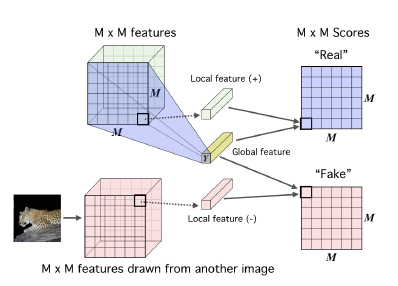 M x M features
M x M Scores
"Real"
Local feature (+)
M
M
M
M
Global feature
Y
"Fake"
Local feature (-)
M
M
M x M features drawn from another image